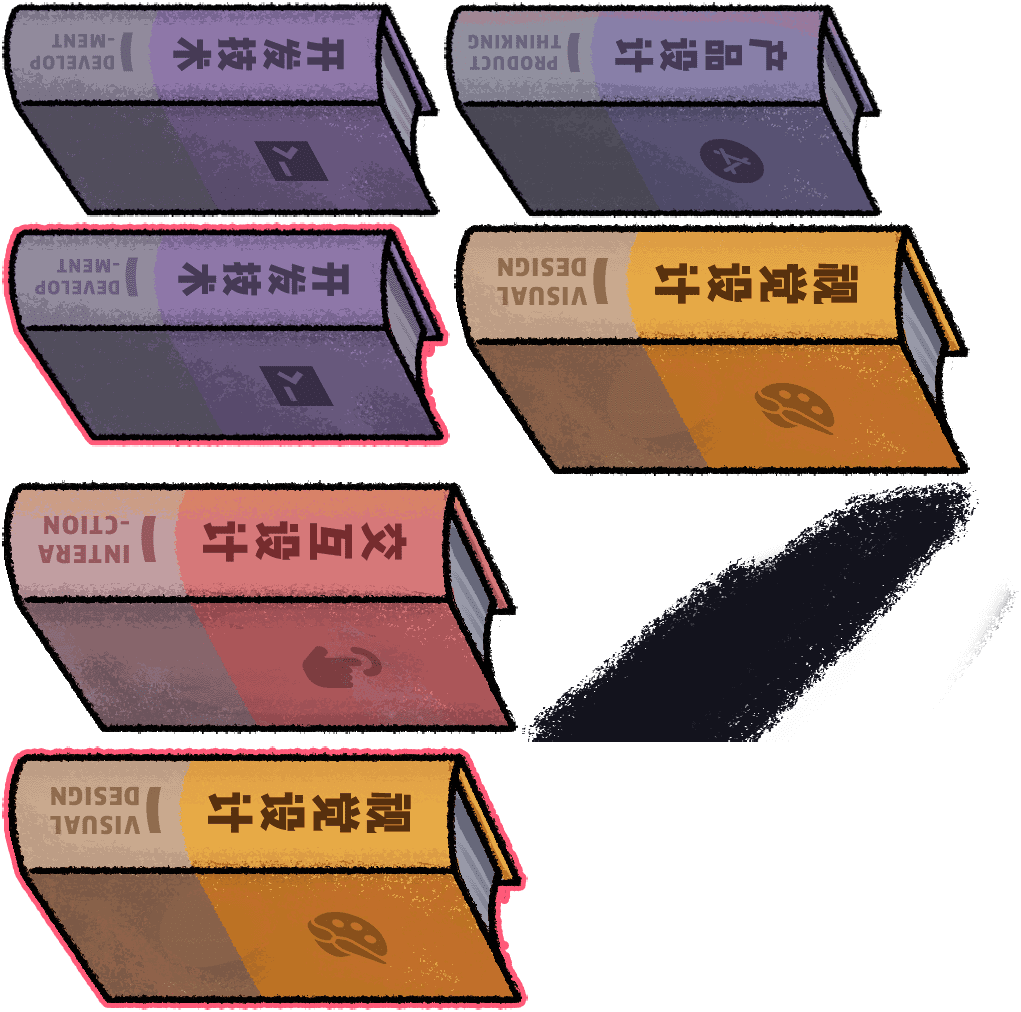 开发技术
DEVELOP
-MENT
产品设计
PRODUCT
THINKING
开发技术
DEVELOP
-MENT
视觉设计
VISUAL
DESIGN
交互设计
INTERA
-CTION
视觉设计
VISUAL
DESIGN